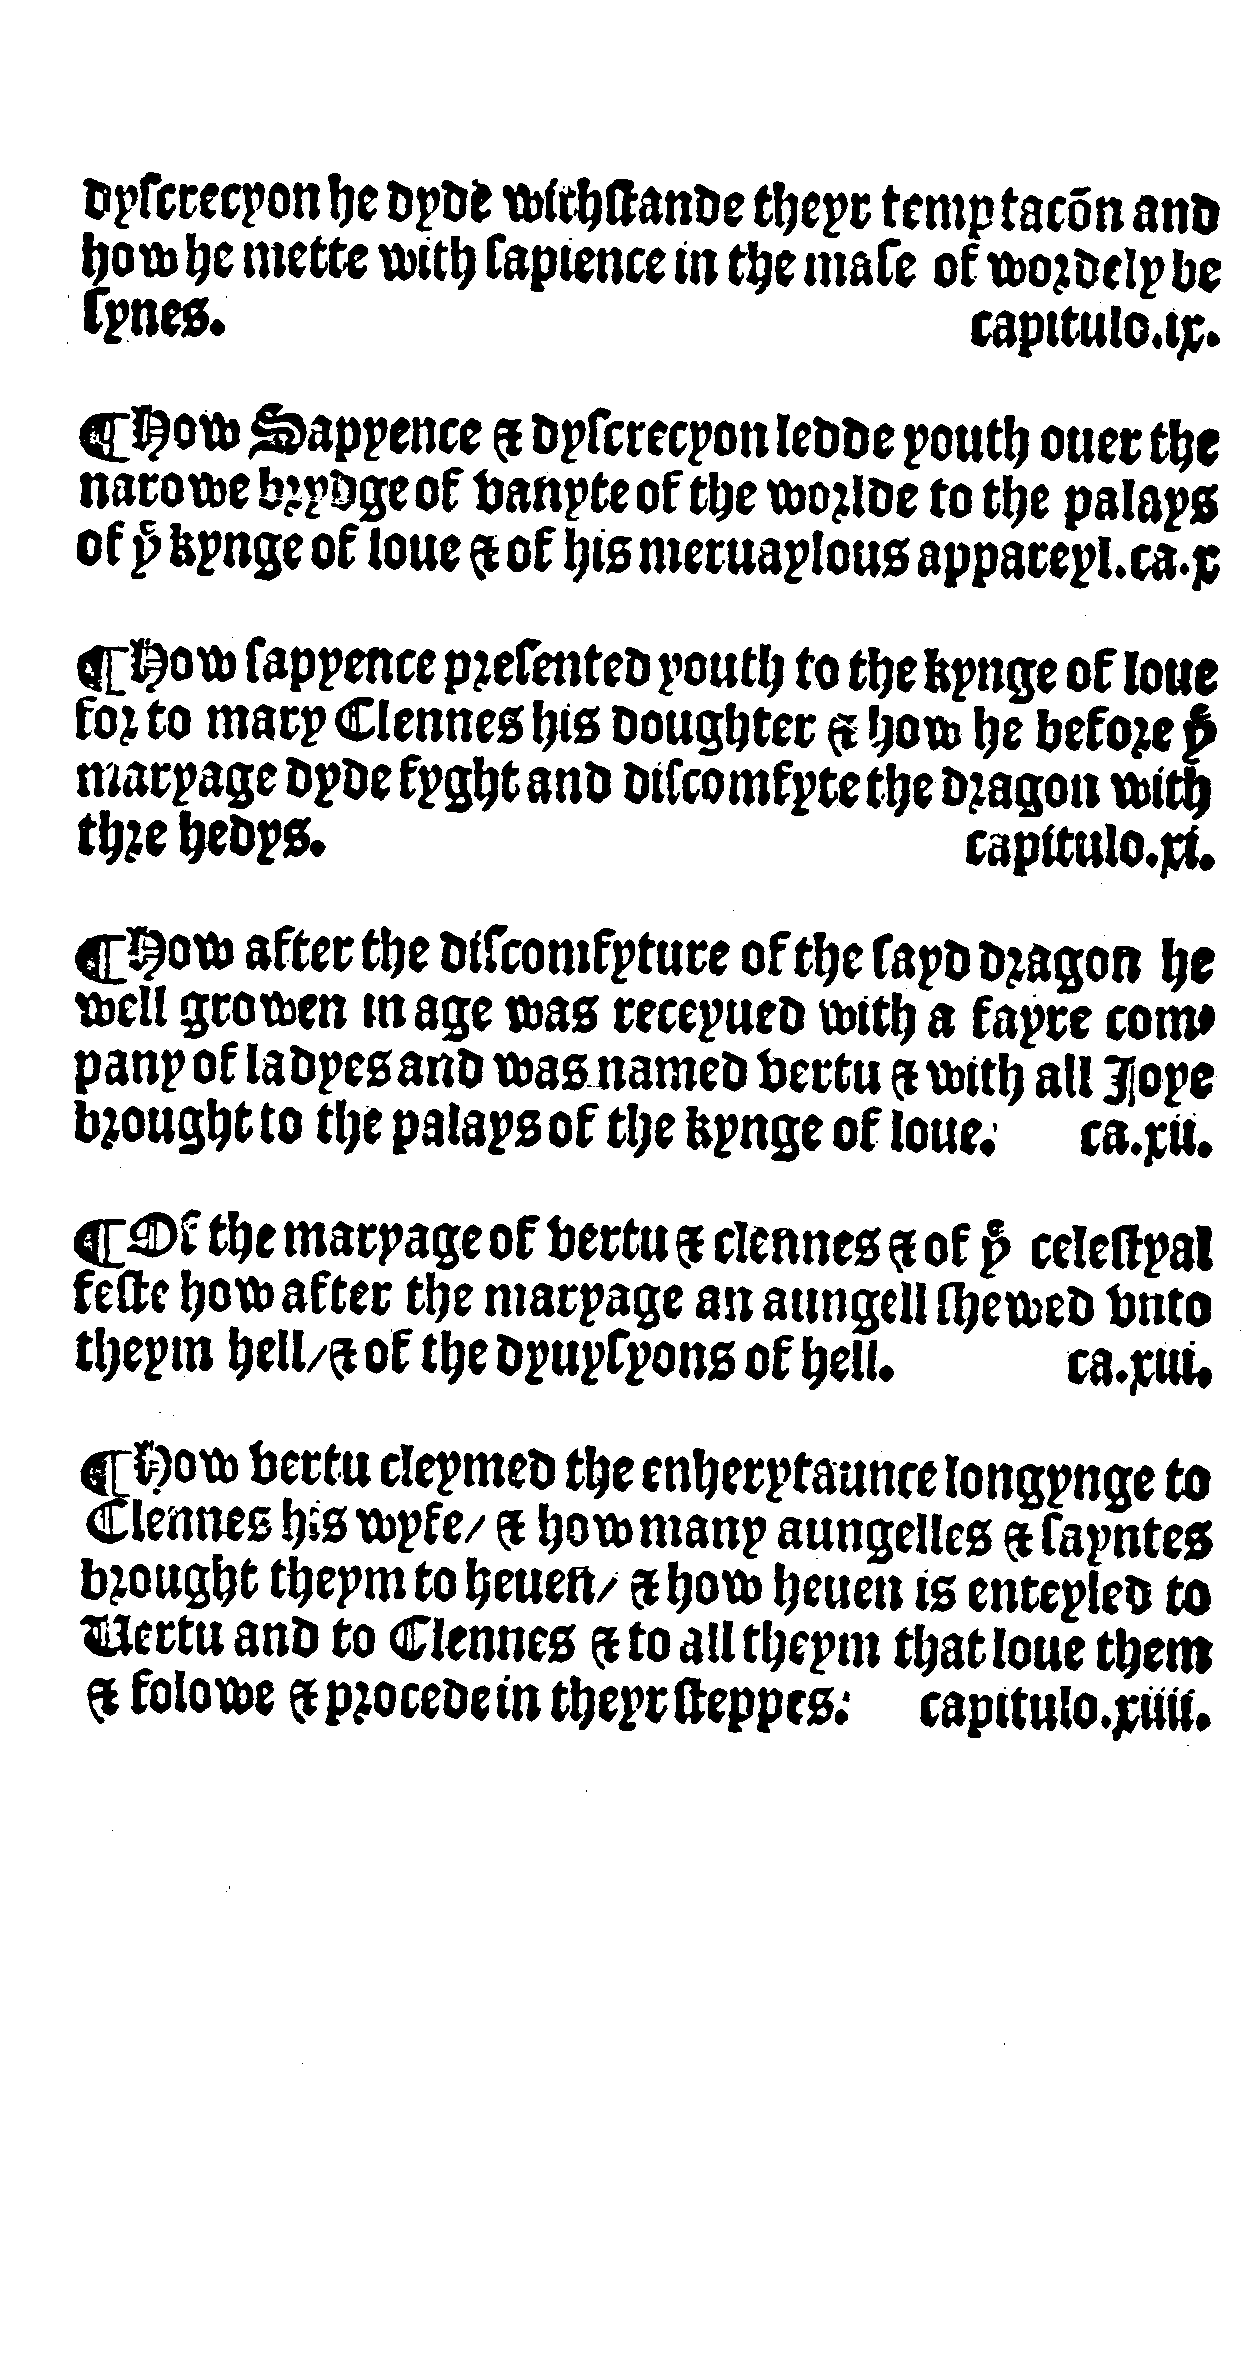 dyſcrecyon he dyde withſtande theyr temptacõn and
how he mette with ſapience in the maſe of wordely be
ſynes. capitulo.ix.
¶How Sappence & dyſcrecyon ledde youth ouer the
narowe brydge of vanyte of the worlde to the palays
of yͤ kynge of loue & of his meruaylous appareyl.ca.x
¶How ſapyence preſented youth to the kynge of loue
for to mary Clennes his doughter & how he before yͤ
maryage dyde fyght and diſcomfyte the dragon with
thre hedys. capitulo.xi.
¶How after the diſcomfyture of the ſayd dragon he
well growen in age was receyued with a fayre com⸗
pany of ladyes and was named vertu & with all Joye
brought to the palays of the kynge of loue. ca.xii.
¶Of the maryage of vertu & clennes & of yͤ celeſtyal
feſte how after the maryage an aungell ſhewed vnto
theym hell/& of the dyuyſyons of hell. ca.xiii.
¶How vertu cleymed the enherytaunce longynge to
Clennes his wyfe/ & how many aungelles & ſayntes
brought theym to heuen/ & how heuen is enteyled to
Vertu and to Clennes & to all theym that loue them
& folowe & procede in theyr ſteppes: capitulo.xiiii.